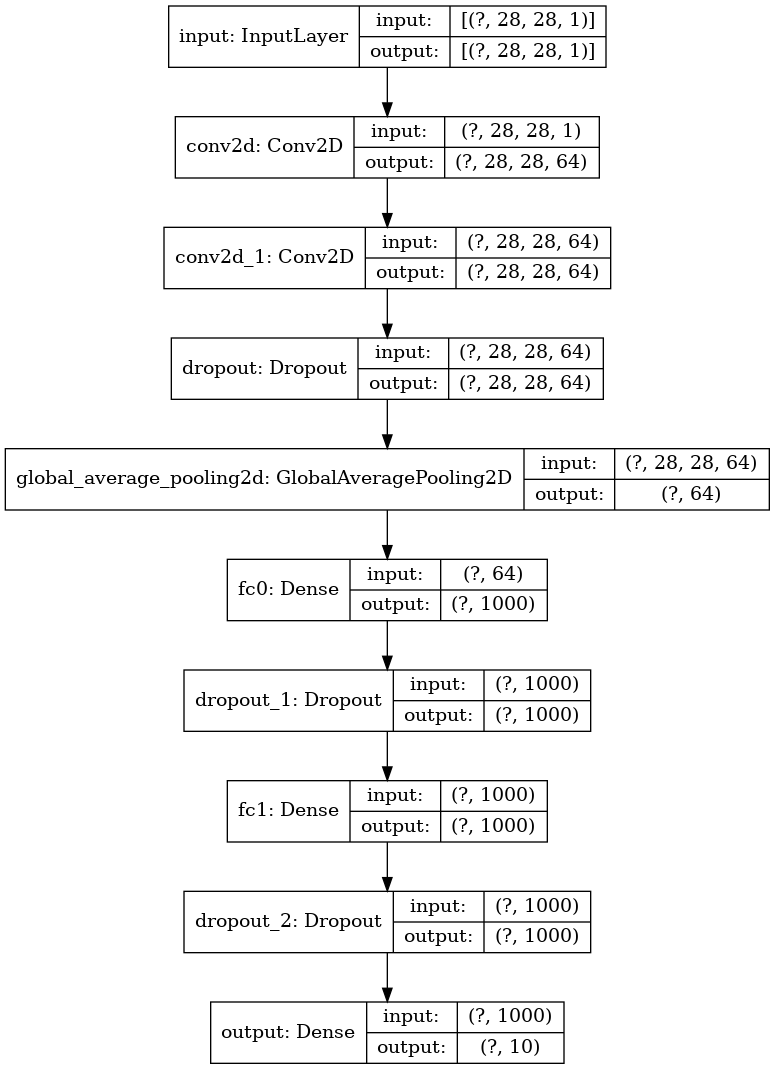 input: InputLayer
input:
[(?, 28, 28, 1)]
output:
[(?, 28, 28, 1)]
conv2d: Conv2D
input:
(?, 28, 28, 1)
output:
(?, 28, 28, 64)
conv2d_1: Conv2D
input:
(?, 28, 28, 64)
output:
(?, 28, 28, 64)
dropout: Dropout
input:
(?, 28, 28, 64)
output:
(?, 28, 28, 64)
global_average_pooling2d: GlobalAveragePooling2D
input:
(?, 28, 28, 64)
output:
(?, 64)
fc0: Dense
input:
(?, 64)
output:
(?, 1000)
dropout_1: Dropout
input:
(?, 1000)
output:
(?, 1000)
fc1: Dense
input:
(?, 1000)
output:
(?, 1000)
dropout_2: Dropout
input:
(?, 1000)
output:
(?, 1000)
output: Dense
input:
(?, 1000)
output:
(?, 10)